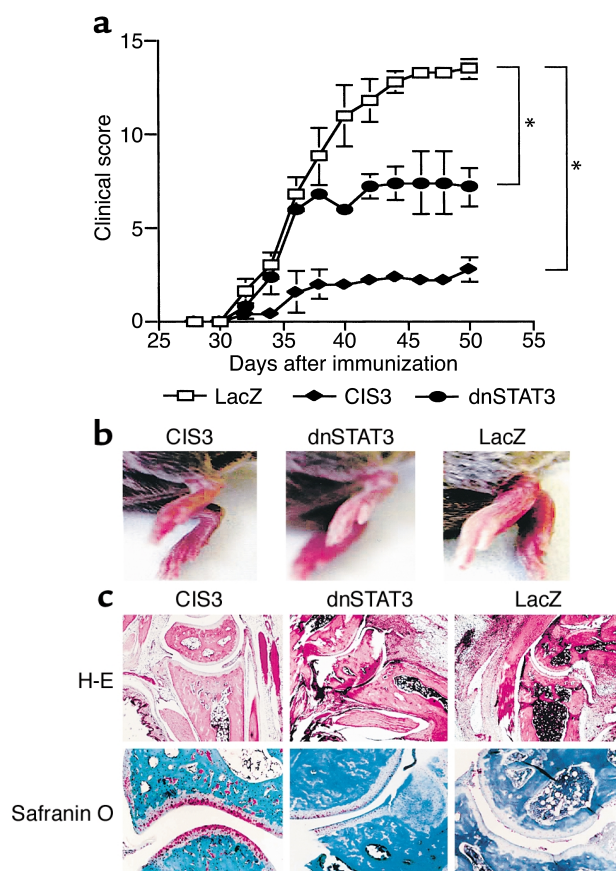 a
15
10
5
0
Clinical score
*
*
25 30 35 40 45 50 55
Days after immunization
LacZ CIS3 dnSTAT3
b
CIS3 dnSTAT3 LacZ
c
CIS3 dnSTAT3 LacZ
H-E
Safranin O